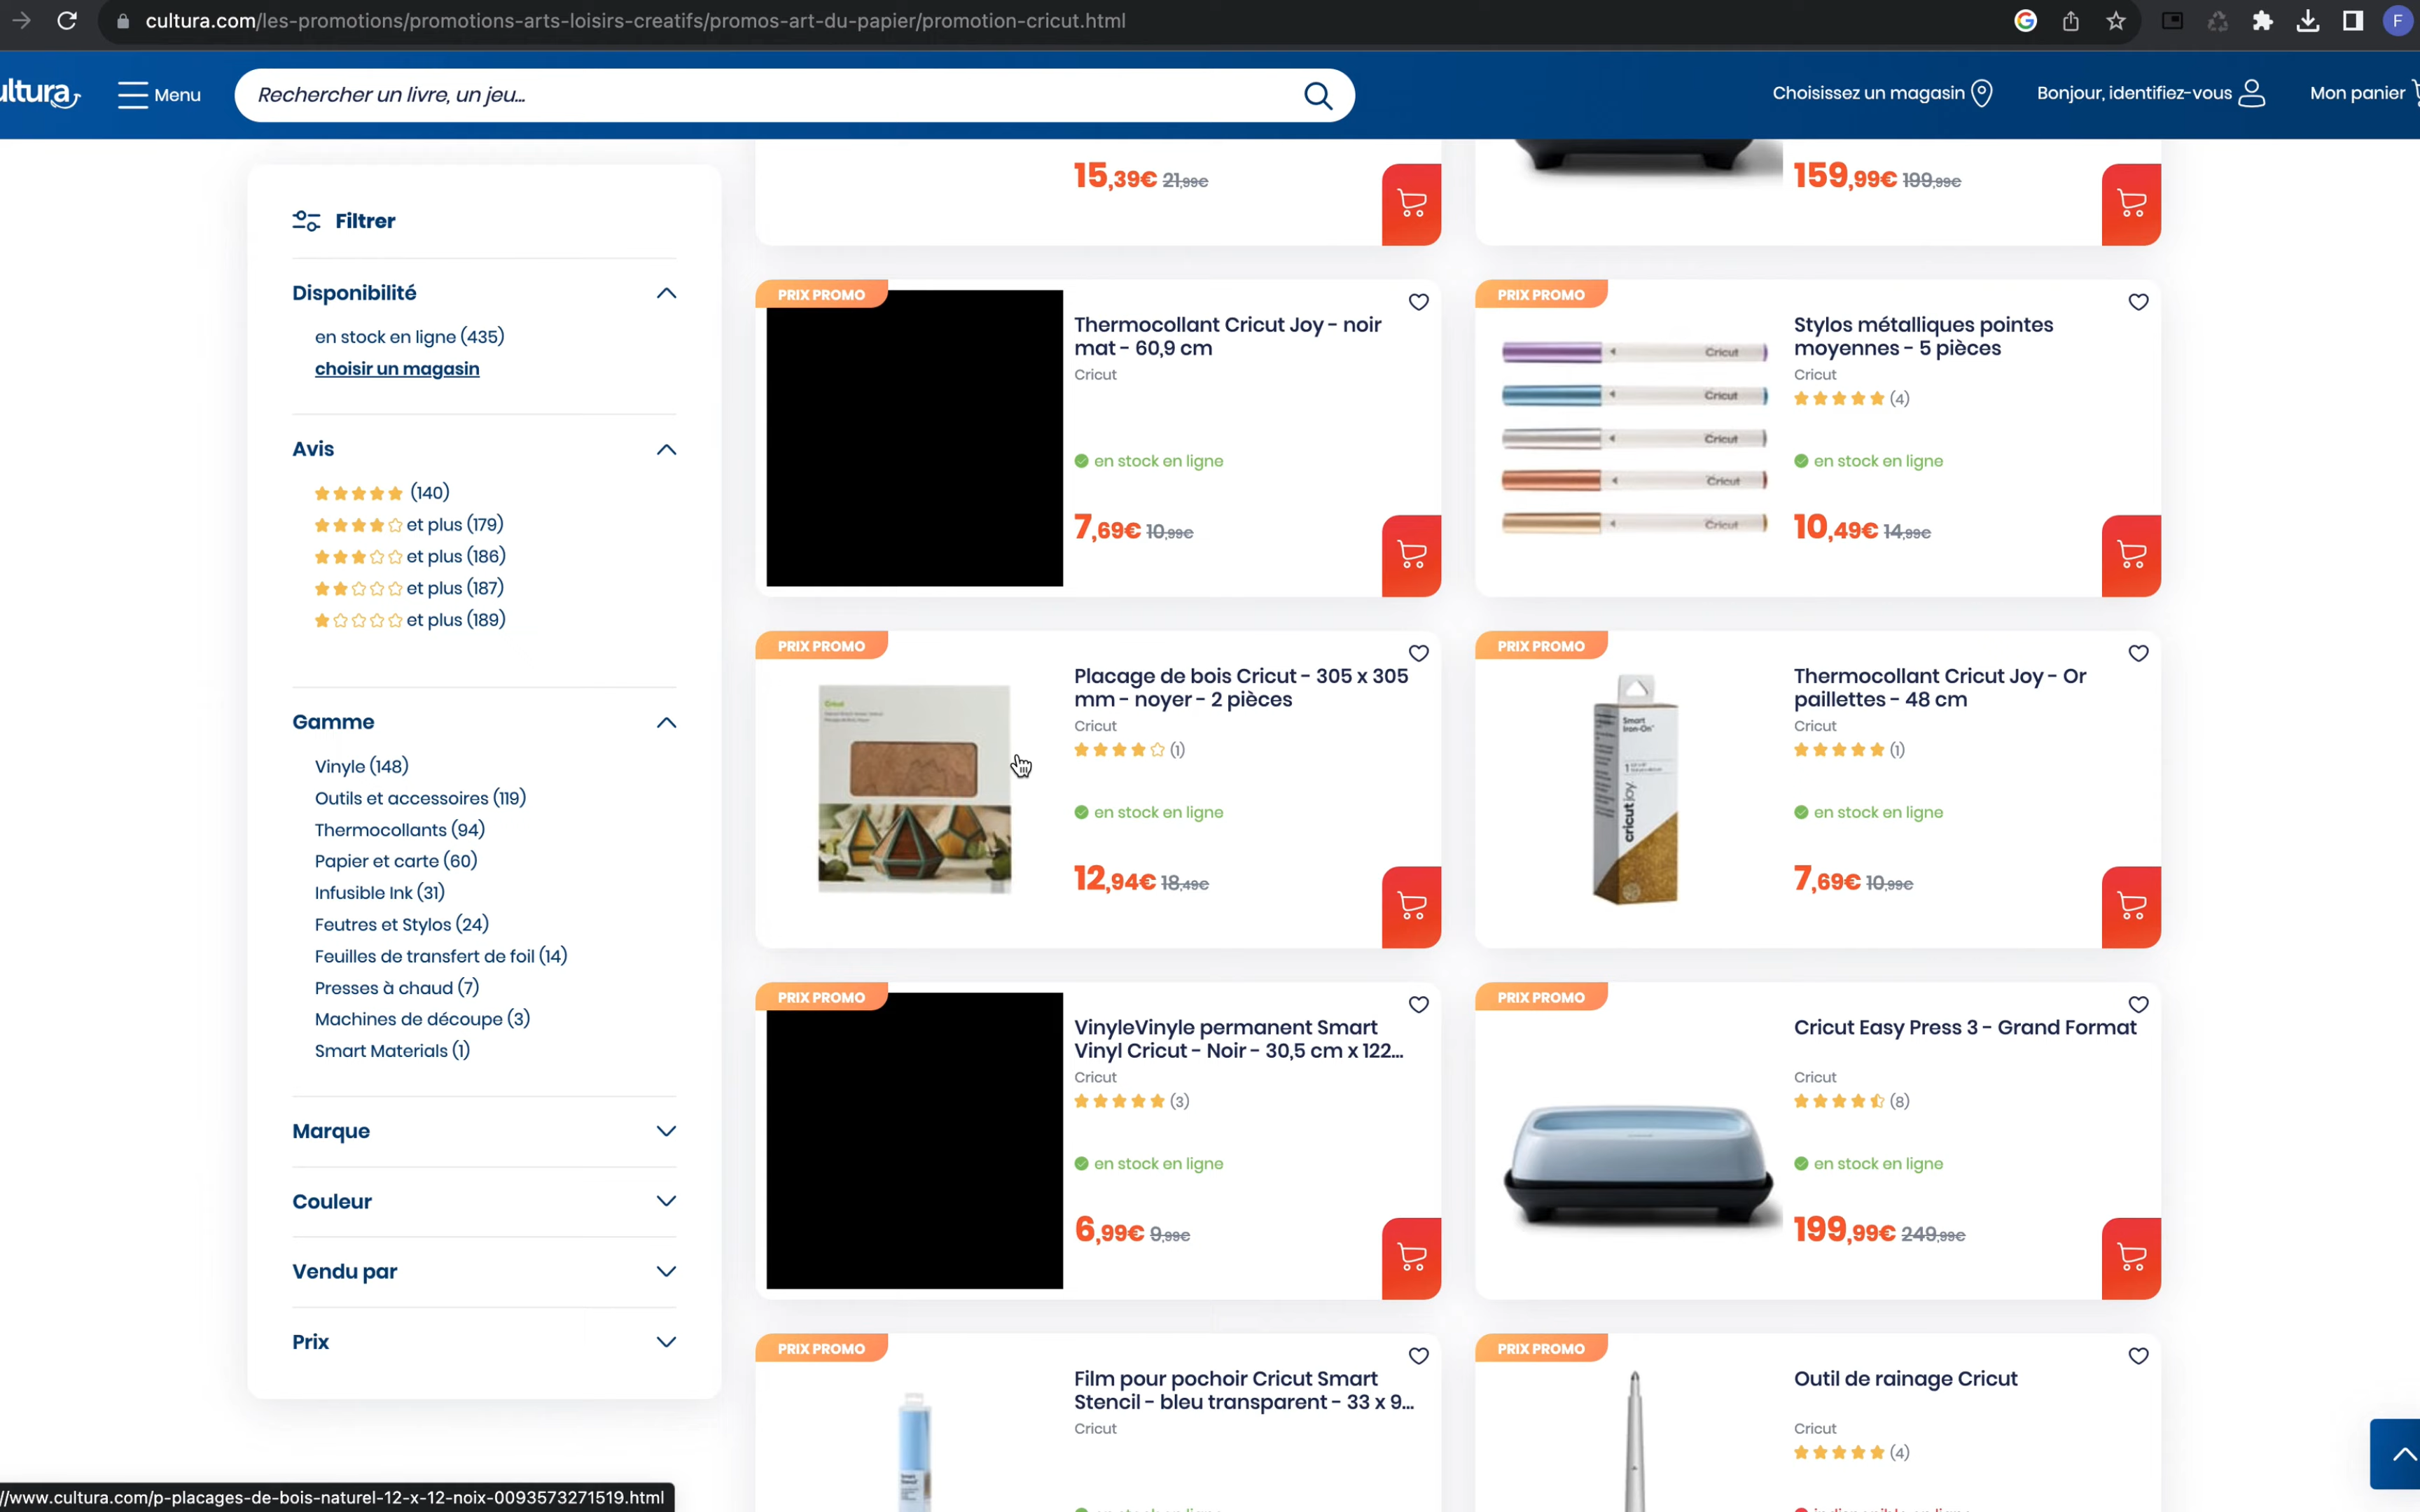 cultura.com/les-promotions/promotions-arts-loisirs-creatifs/promos-art-du-papier/promotion-cricut.html
F
ultura
Menu
Rechercher un livre, un jeu...
Choisissez un magasin
Bonjour, identifiez-vous
Mon panier
15,39€ 21,99€
159,99€ 199,99€
Filtrer
Disponibilité
en stock en ligne (435)
choisir un magasin
Avis
(140)
et plus (179)
et plus (186)
et plus (187)
et plus (189)
Gamme
Vinyle (148)
Outils et accessoires (119)
Thermocollants (94)
Papier et carte (60)
Infusible Ink (31)
Feutres et Stylos (24)
Feuilles de transfert de foil (14)
Presses à chaud (7)
Machines de découpe (3)
Smart Materials (1)
Marque
Couleur
Vendu par
Prix
PRIX PROMO
Thermocollant Cricut Joy - noir
mat - 60,9 cm
Cricut
en stock en ligne
7,69€ 10,99€
PRIX PROMO
Cricut
Cricut
Cricut
Cricut
Cricut
Stylos métalliques pointes
moyennes - 5 pièces
Cricut
(4)
en stock en ligne
10,49€ 14,99€
PRIX PROMO
Cricut
Placage de bois Cricut - 305 x 305
mm - noyer - 2 pièces
Cricut
(1)
en stock en ligne
12,94€ 18,49€
PRIX PROMO
Smart
Iron-On
cricut joy
Thermocollant Cricut Joy - Or
paillettes - 48 cm
Cricut
(1)
en stock en ligne
7,69€ 10,99€
PRIX PROMO
VinyleVinyle permanent Smart
Vinyl Cricut - Noir - 30,5 cm x 122...
Cricut
(3)
en stock en ligne
6,99€ 9,99€
PRIX PROMO
Cricut Easy Press 3 - Grand Format
Cricut
(8)
en stock en ligne
199,99€ 249,99€
PRIX PROMO
Film pour pochoir Cricut Smart
Stencil - bleu transparent - 33 x 9...
Cricut
PRIX PROMO
Outil de rainage Cricut
Cricut
(4)
//www.cultura.com/p-placages-de-bois-naturel-12-x-12-noix-0093573271519.html